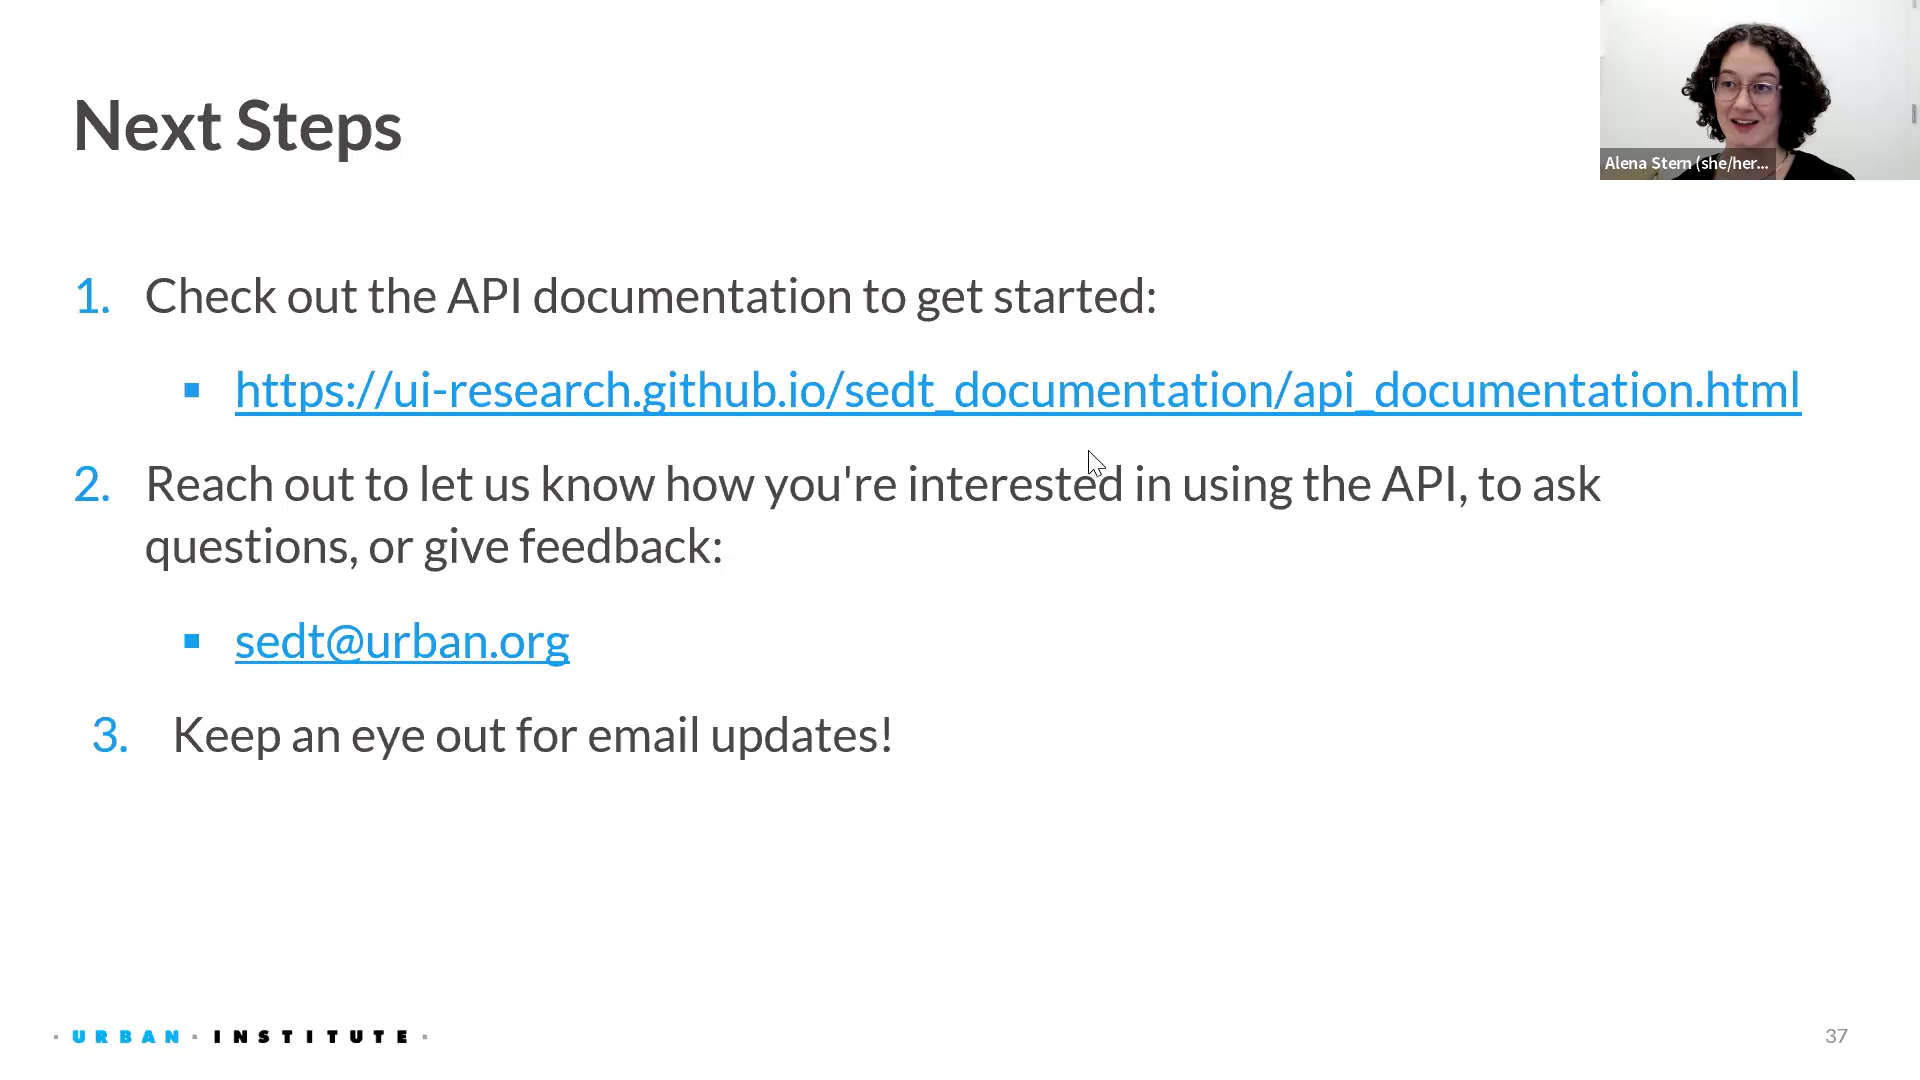 Alena Stern (she/her...
Next Steps
1. Check out the API documentation to get started:
▪ https://ui-research.github.io/sedt_documentation/api_documentation.html
2. Reach out to let us know how you're interested in using the API, to ask
questions, or give feedback:
▪ sedt@urban.org
3. Keep an eye out for email updates!
· URBAN · INSTITUTE ·
37